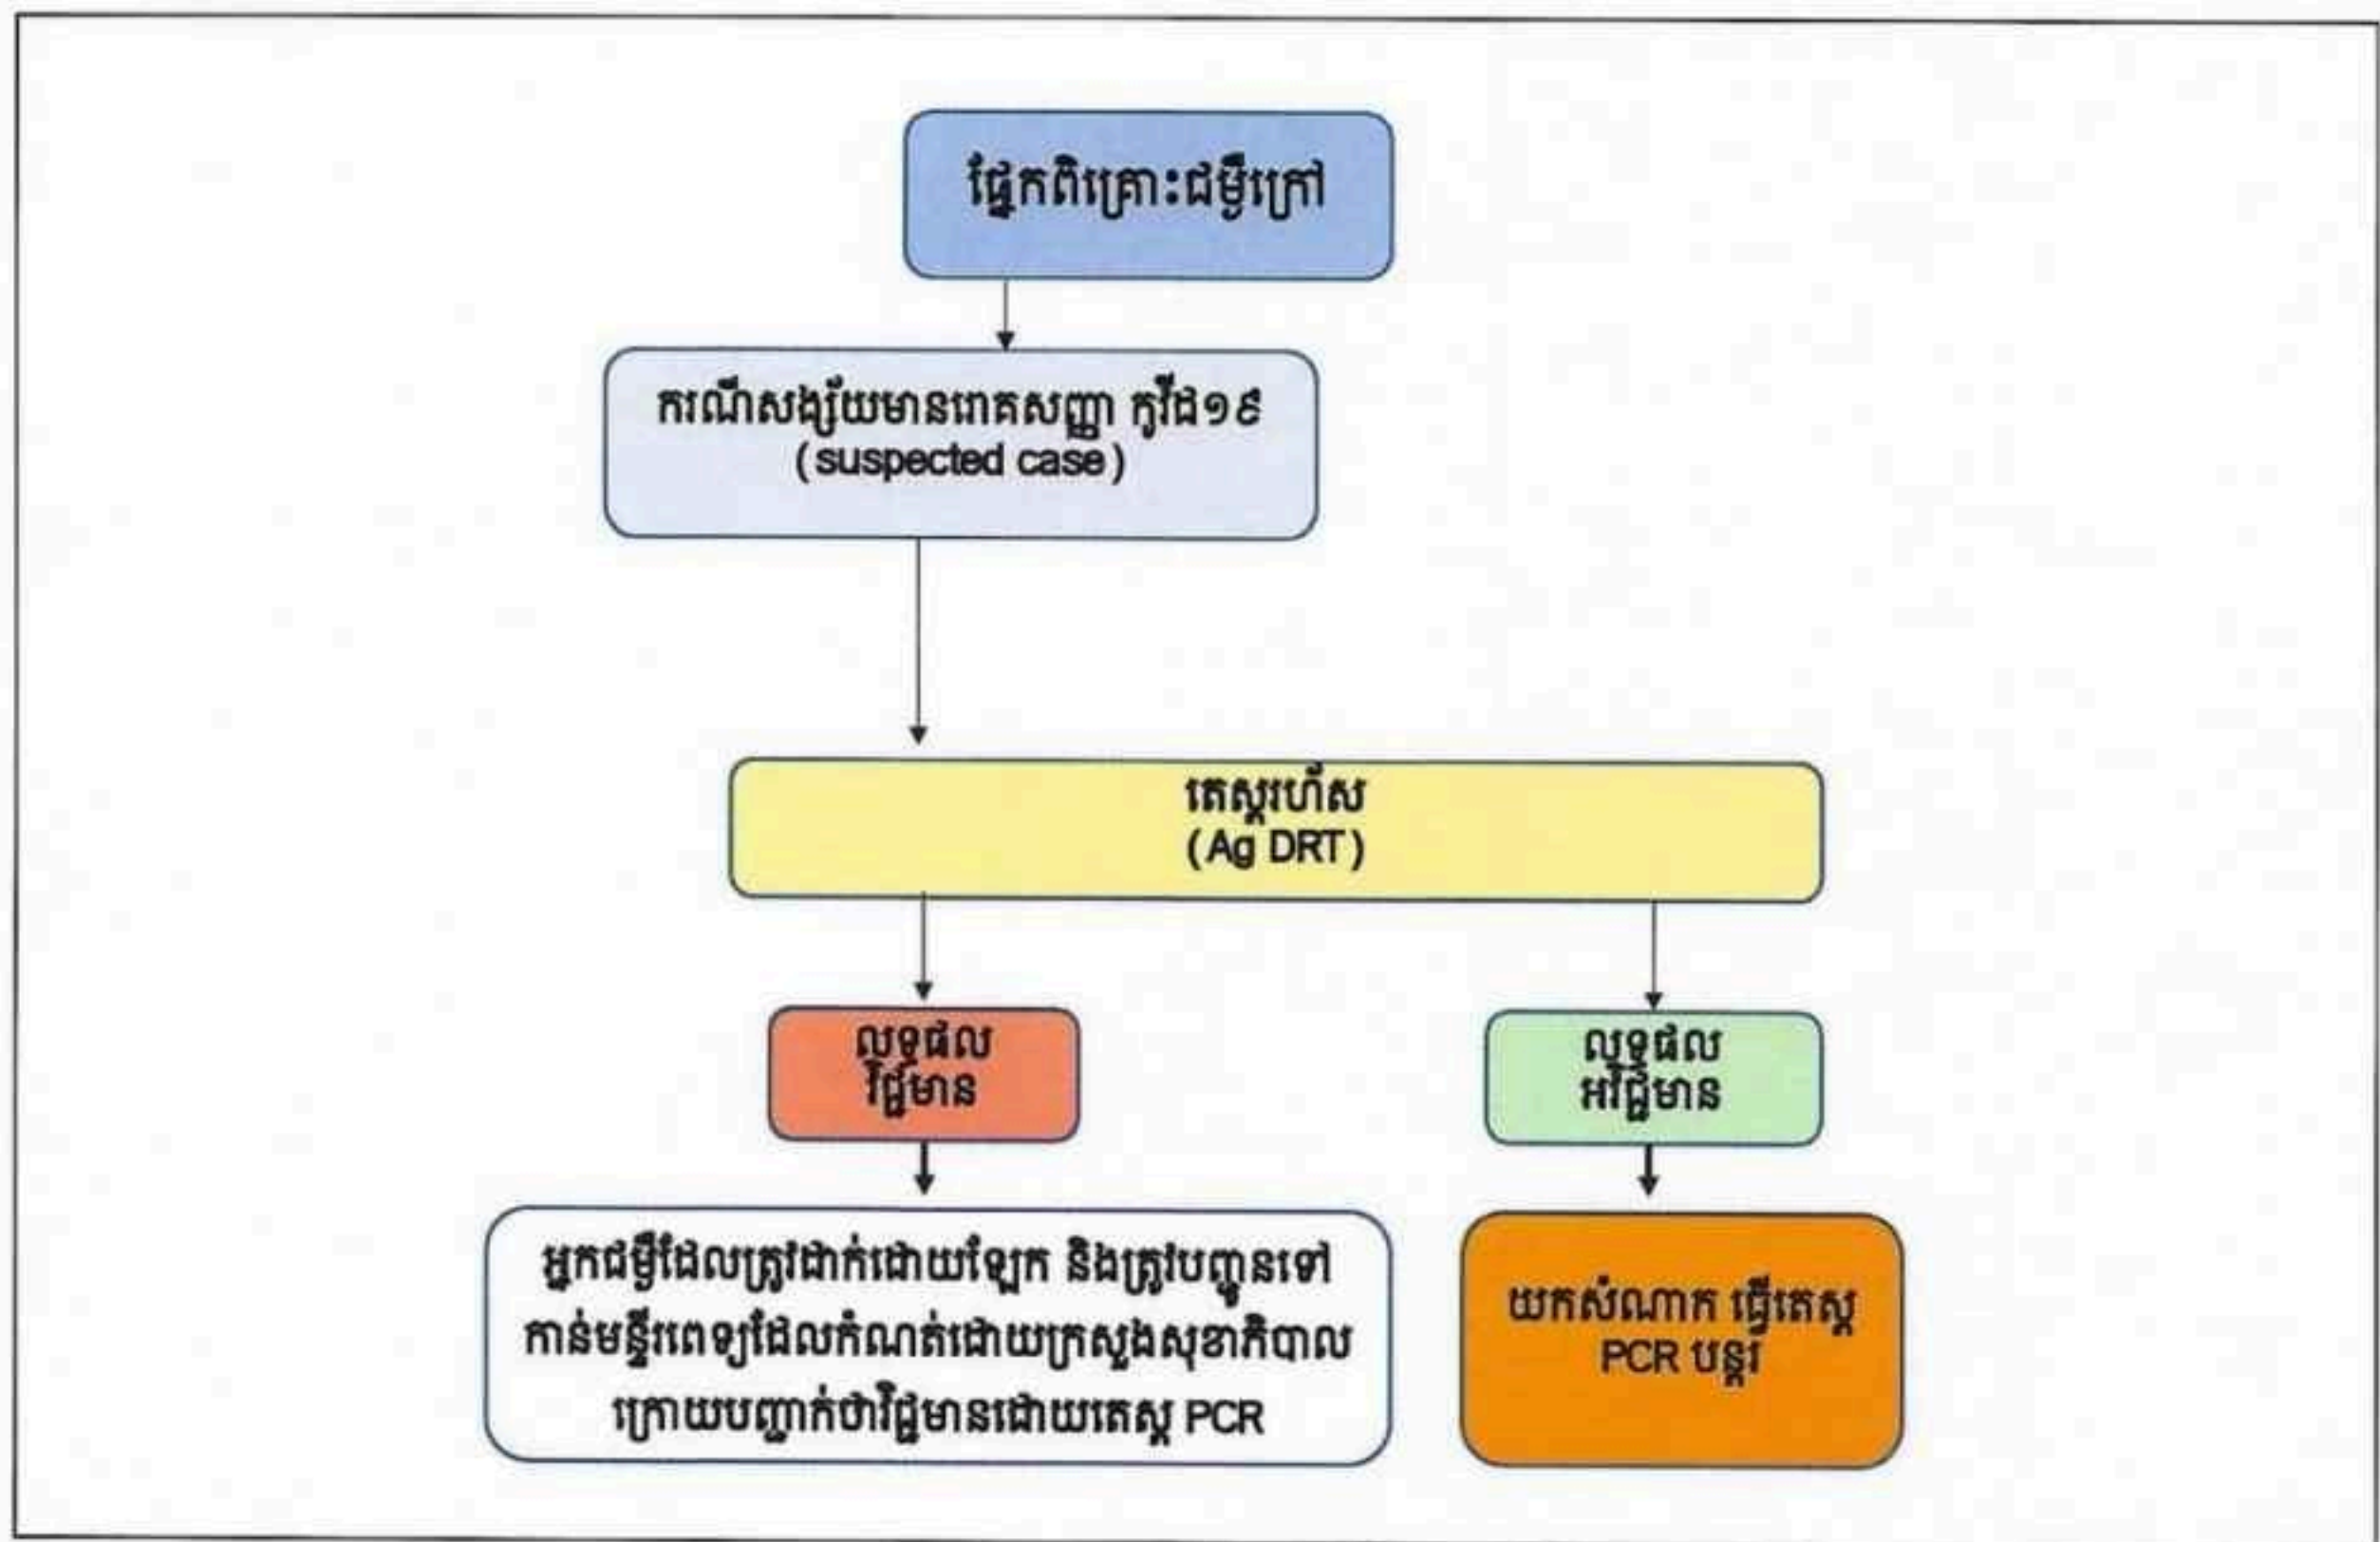 ផ្នែកពិគ្រោះជម្ងឺក្រៅ
ករណីសង្ស័យមានរោគសញ្ញា កូវីដ១៩
(suspected case)
តេស្តរហ័ស
(Ag DRT)
លទ្ធផល
វិជ្ជមាន
លទ្ធផល
អវិជ្ជមាន
អ្នកជម្ងឺដែលត្រូវដាក់ដោយឡែក និងត្រូវបញ្ជូនទៅ
កាន់មន្ទីរពេទ្យដែលកំណត់ដោយក្រសួងសុខាភិបាល
ក្រោយបញ្ជាក់ថាវិជ្ជមានដោយតេស្ត PCR
យកសំណាក ធ្វើតេស្ត
PCR បន្តរ